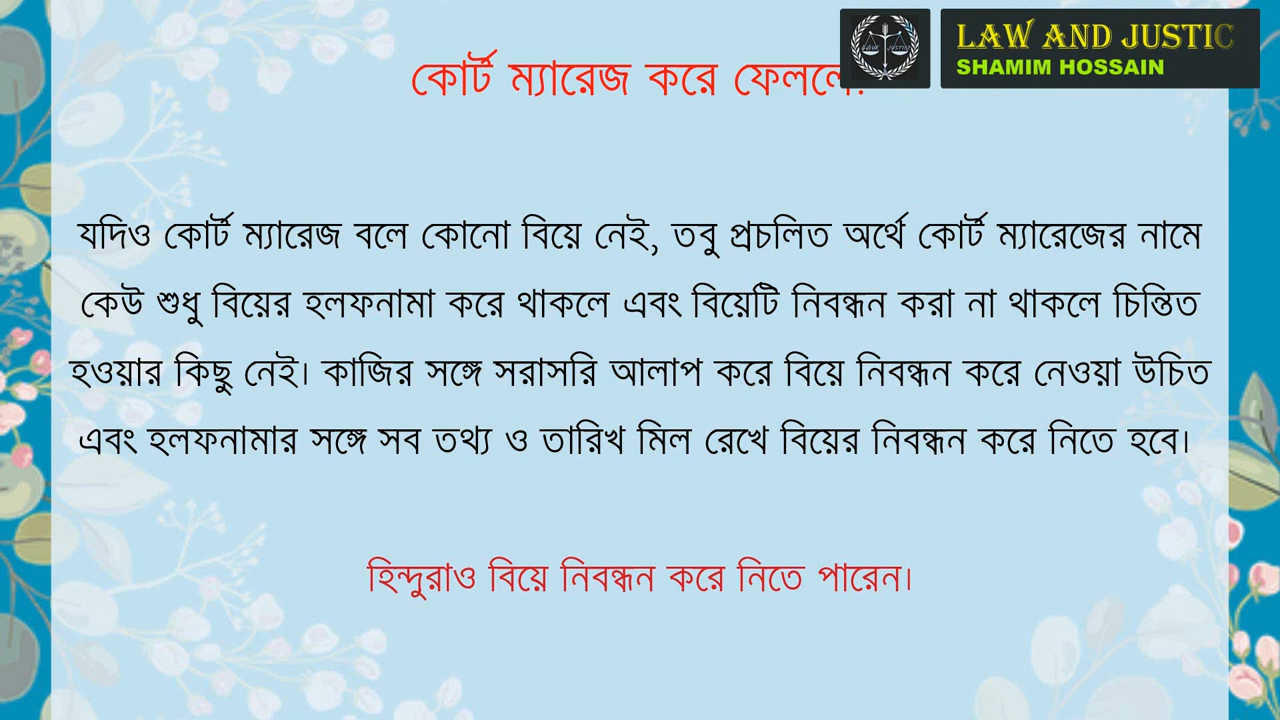 LAW AND JUSTIC
SHAMIM HOSSAIN
কোর্ট ম্যারেজ করে ফেললে?
যদিও কোর্ট ম্যারেজ বলে কোনো বিয়ে নেই, তবু প্রচলিত অর্থে কোর্ট ম্যারেজের নামে
কেউ শুধু বিয়ের হলফনামা করে থাকলে এবং বিয়েটি নিবন্ধন করা না থাকলে চিন্তিত
হওয়ার কিছু নেই। কাজির সঙ্গে সরাসরি আলাপ করে বিয়ে নিবন্ধন করে নেওয়া উচিত
এবং হলফনামার সঙ্গে সব তথ্য ও তারিখ মিল রেখে বিয়ের নিবন্ধন করে নিতে হবে।
হিন্দুরাও বিয়ে নিবন্ধন করে নিতে পারেন।